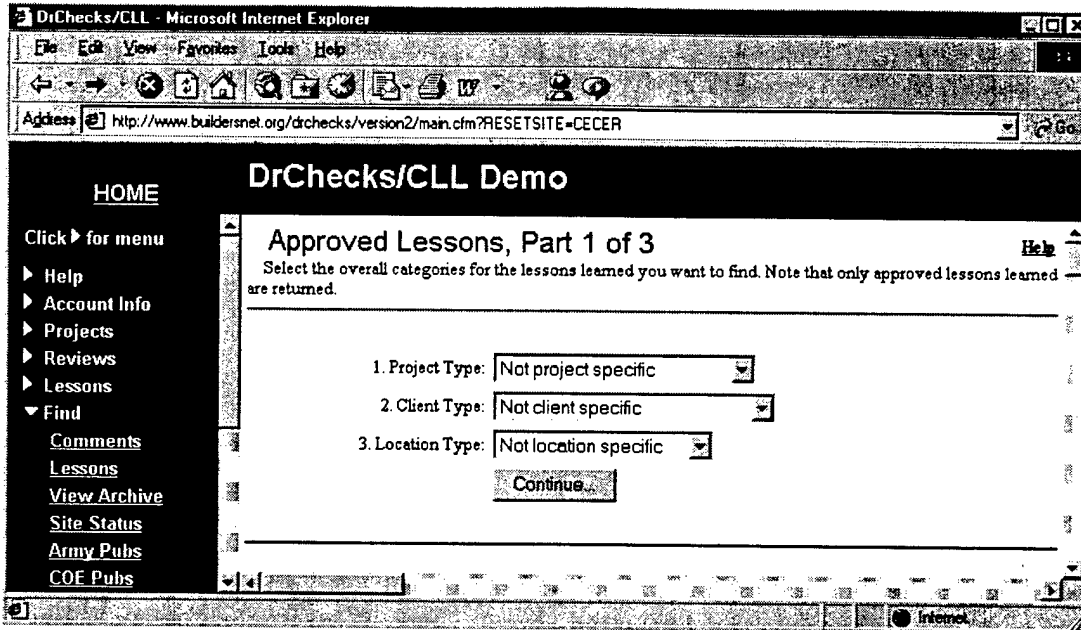 DrChecks/CLL - Microsoft Internet Explorer
File Edit View Favorites Tools Help
Address http://www.buildersnet.org/drchecks/version2/main.cfm?RESETSITE=CECER Go
HOME
DrChecks/CLL Demo
Click for menu
Help
Account Info
Projects
Reviews
Lessons
Find
Comments
Lessons
View Archive
Site Status
Army Pubs
COE Pubs
Approved Lessons, Part 1 of 3
Help
Select the overall categories for the lessons learned you want to find. Note that only approved lessons learned
are returned.
1. Project Type: Not project specific
2. Client Type: Not client specific
3. Location Type: Not location specific
Continue...
Internet